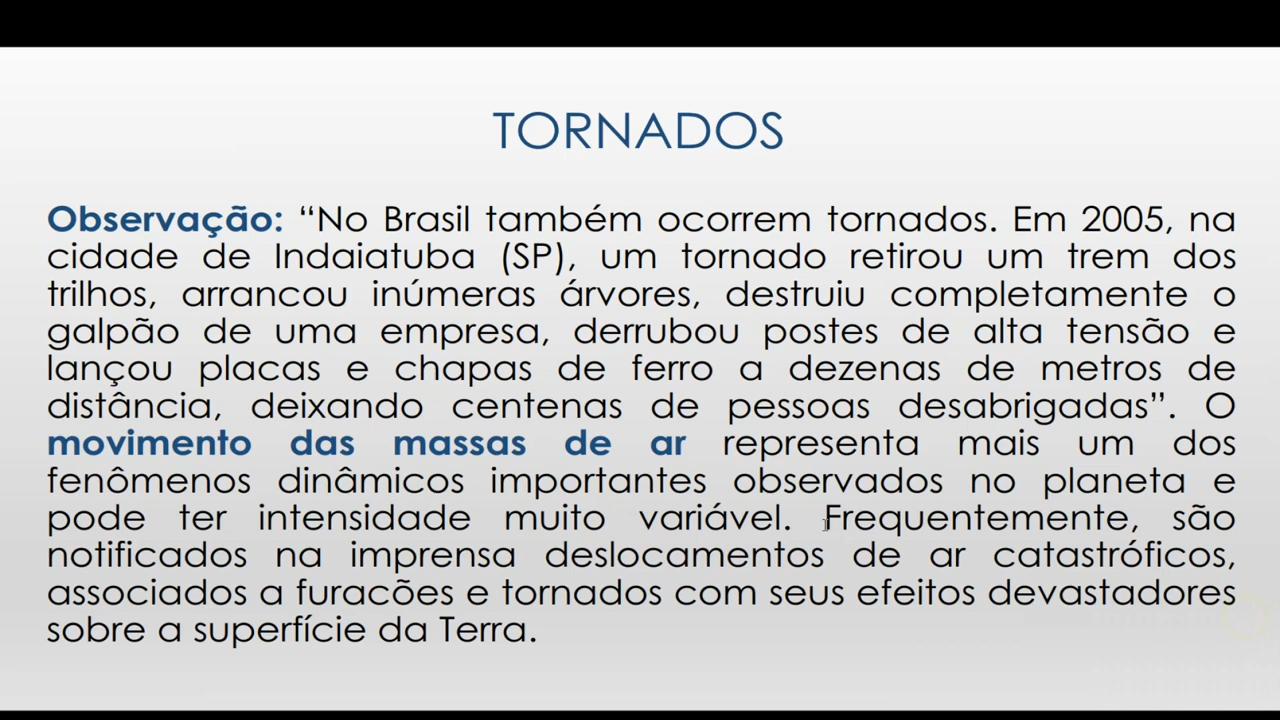 TORNADOS
Observação: “No Brasil também ocorrem tornados. Em 2005, na
cidade de Indaiatuba (SP), um tornado retirou um trem dos
trilhos, arrancou inúmeras árvores, destruiu completamente o
galpão de uma empresa, derrubou postes de alta tensão e
lançou placas e chapas de ferro a dezenas de metros de
distância, deixando centenas de pessoas desabrigadas”. O
movimento das massas de ar representa mais um dos
fenômenos dinâmicos importantes observados no planeta e
pode ter intensidade muito variável. Frequentemente, são
notificados na imprensa deslocamentos de ar catastróficos,
associados a furacões e tornados com seus efeitos devastadores
sobre a superfície da Terra.